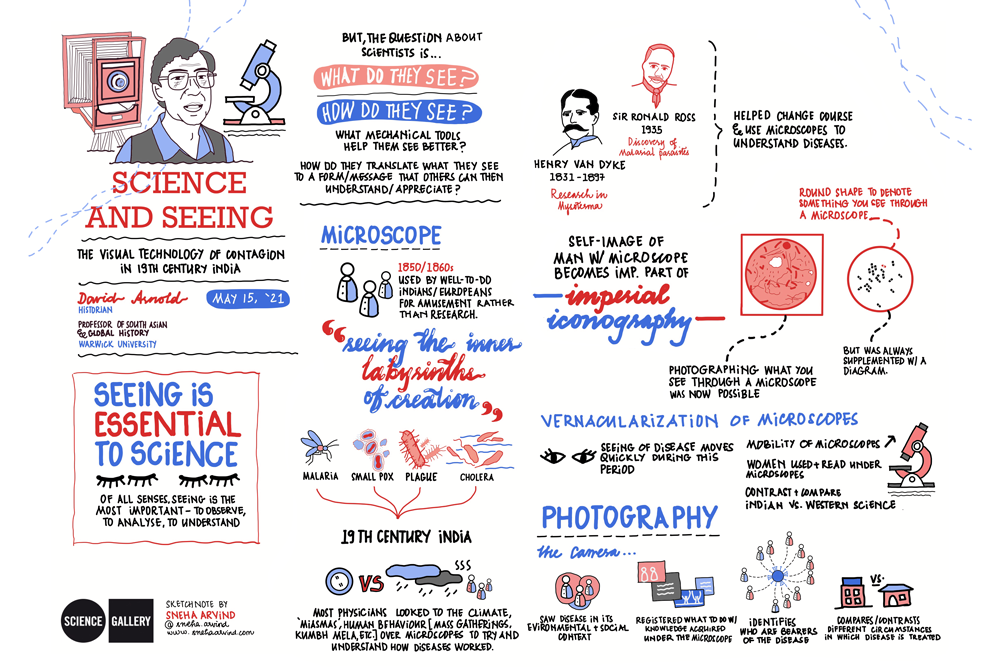 SCIENCE
AND SEEING
THE VISUAL TECHNOLOGY OF CONTAGION
IN 19TH CENTURY INDIA
David Arnold
MAY 15, '21
HISTORIAN
PROFESSOR OF SOUTH ASIAN
& GLOBAL HISTORY
WARWICK UNIVERSITY
SEEING IS
ESSENTIAL
TO SCIENCE
OF ALL SENSES, SEEING IS THE
MOST IMPORTANT - TO OBSERVE,
TO ANALYSE, TO UNDERSTAND
SCIENCE
GALLERY
SKETCHNOTE BY
SNEHA ARVIND
@sneha.arvind
www.sneha.arvind.com
BUT, THE QUESTION ABOUT
SCIENTISTS IS...
WHAT DO THEY SEE?
HOW DO THEY SEE?
WHAT MECHANICAL TOOLS
HELP THEM SEE BETTER?
HOW DO THEY TRANSLATE WHAT THEY SEE
TO A FORM/MESSAGE THAT OTHERS CAN THEN
UNDERSTAND/APPRECIATE?
MICROSCOPE
1850/1860s
USED BY WELL-TO-DO
INDIANS/EUROPEANS
FOR AMUSEMENT RATHER
THAN RESEARCH.
"seeing the inner
labyrinths
of creation"
MALARIA
SMALL POX
PLAGUE
CHOLERA
19TH CENTURY INDIA
VS
SSS
MOST PHYSICIANS LOOKED TO THE CLIMATE,
'MIASMAS', HUMAN BEHAVIOUR [MASS GATHERINGS,
KUMBH MELA, ETC.] OVER MICROSCOPES TO TRY AND
UNDERSTAND HOW DISEASES WORKED.
SIR RONALD ROSS
1935
Discovery of
Malarial parasites
HENRY VAN DYKE
1831-1897
Research in
Mycetoma
HELPED CHANGE COURSE
& USE MICROSCOPES TO
UNDERSTAND DISEASES.
SELF-IMAGE OF
MAN W/ MICROSCOPE
BECOMES IMP. PART OF
imperial
iconography
ROUND SHAPE TO DENOTE
SOMETHING YOU SEE THROUGH
A MICROSCOPE
PHOTOGRAPHING WHAT YOU
SEE THROUGH A MICROSCOPE
WAS NOW POSSIBLE
BUT WAS ALWAYS
SUPPLEMENTED W/ A
DIAGRAM.
VERNACULARIZATION OF MICROSCOPES
SEEING OF DISEASE MOVES
QUICKLY DURING THIS
PERIOD
MOBILITY OF MICROSCOPES
WOMEN USED + READ UNDER
MICROSCOPES
CONTRAST + COMPARE
INDIAN VS. WESTERN SCIENCE
PHOTOGRAPHY
the camera...
SAW DISEASE IN ITS
EVIRONMENTAL + SOCIAL
CONTEXT
REGISTERED WHAT TO DO W/
KNOWLEDGE ACQUIRED
UNDER THE MICROSCOPE
IDENTIFIES
WHO ARE BEARERS
OF THE DISEASE
VS.
COMPARES/CONTRASTS
DIFFERENT CIRCUMSTANCES
IN WHICH DISEASE IS TREATED